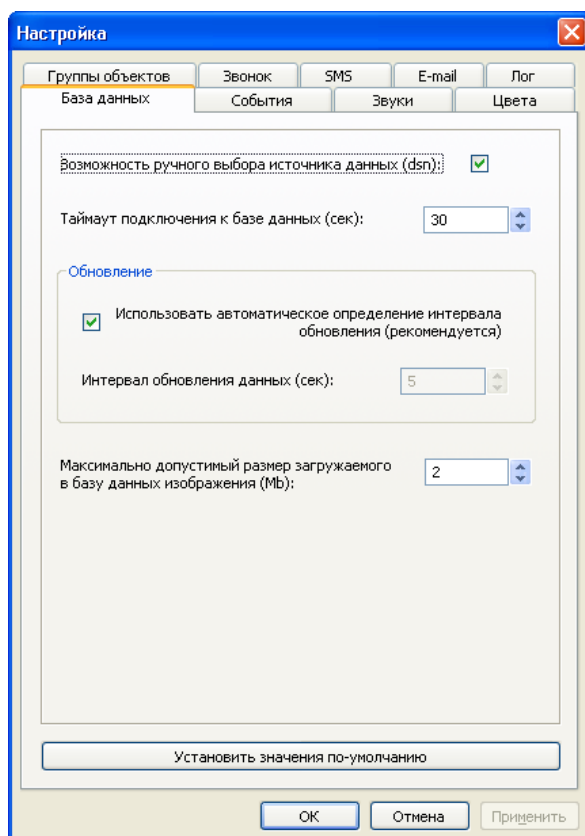 Настройка
Группы объектов
Звонок
SMS
E-mail
Лог
База данных
События
Звуки
Цвета
Возможность ручного выбора источника данных (dsn):
Таймаут подключения к базе данных (сек):
30
Обновление
Использовать автоматическое определение интервала
обновления (рекомендуется)
Интервал обновления данных (сек):
5
Максимально допустимый размер загружаемого
в базу данных изображения (Mb):
2
Установить значения по-умолчанию
ОК
Отмена
Применить